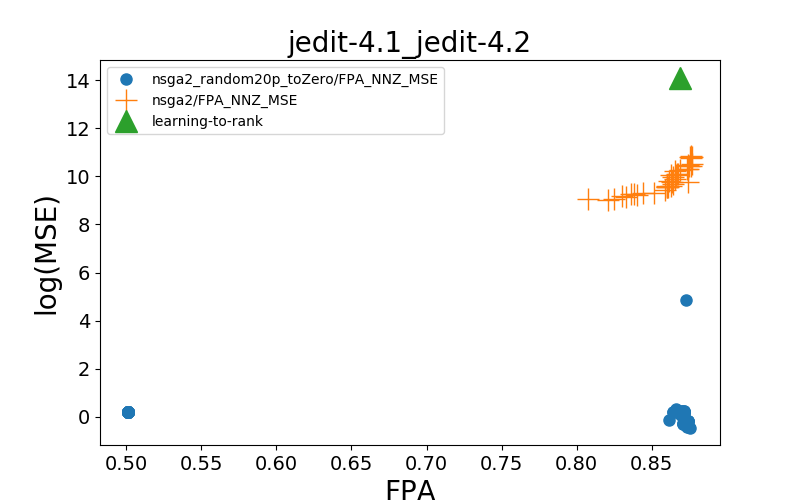 jedit-4.1_jedit-4.2
nsga2_random20p_toZero/FPA_NNZ_MSE
nsga2/FPA_NNZ_MSE
learning-to-rank
log(MSE)
14
12
10
8
6
4
2
0
0.50 0.55 0.60 0.65 0.70 0.75 0.80 0.85
FPA